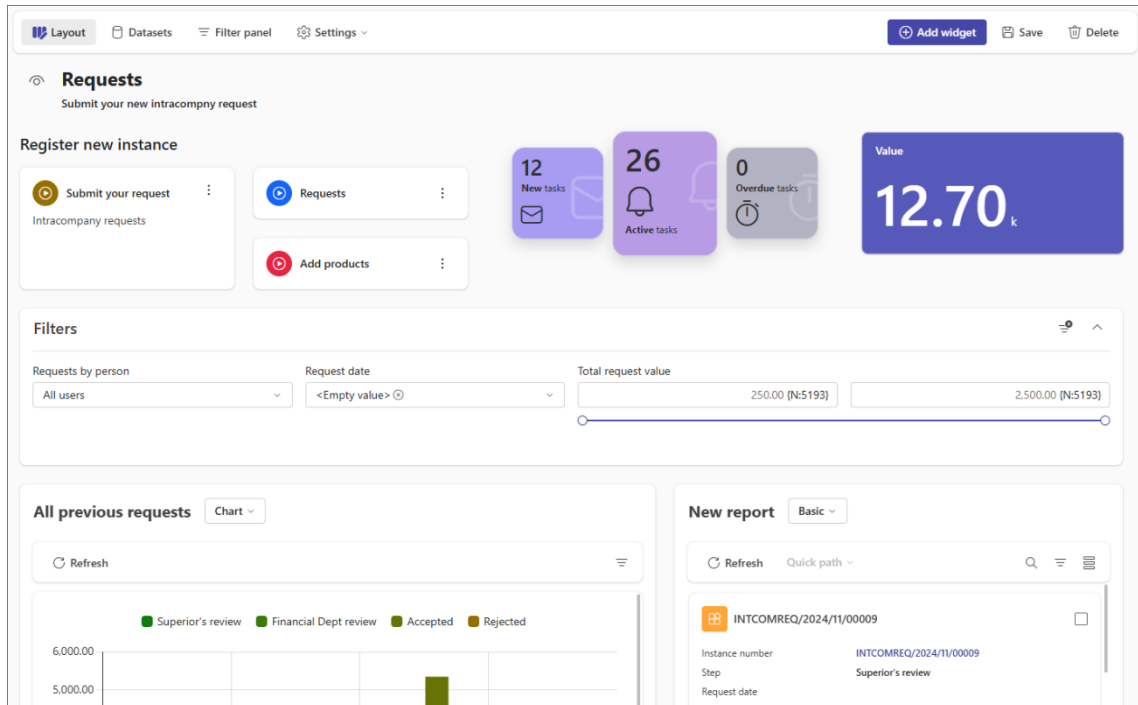 Layout Datasets Filter panel Settings Add widget Save Delete
Requests
Submit your new intracompny request
Register new instance
Submit your request
Intracompany requests
Requests
Add products
12
New tasks
26
Active tasks
0
Overdue tasks
Value
12.70 k
Filters
Requests by person Request date Total request value
All users <Empty value> 250.00 {N:5193} 2,500.00 {N:5193}
All previous requests Chart
Refresh
Superior's review Financial Dept review Accepted Rejected
6,000.00
5,000.00
New report Basic
Refresh Quick path
INTCOMREQ/2024/11/00009
Instance number INTCOMREQ/2024/11/00009
Step Superior's review
Request date